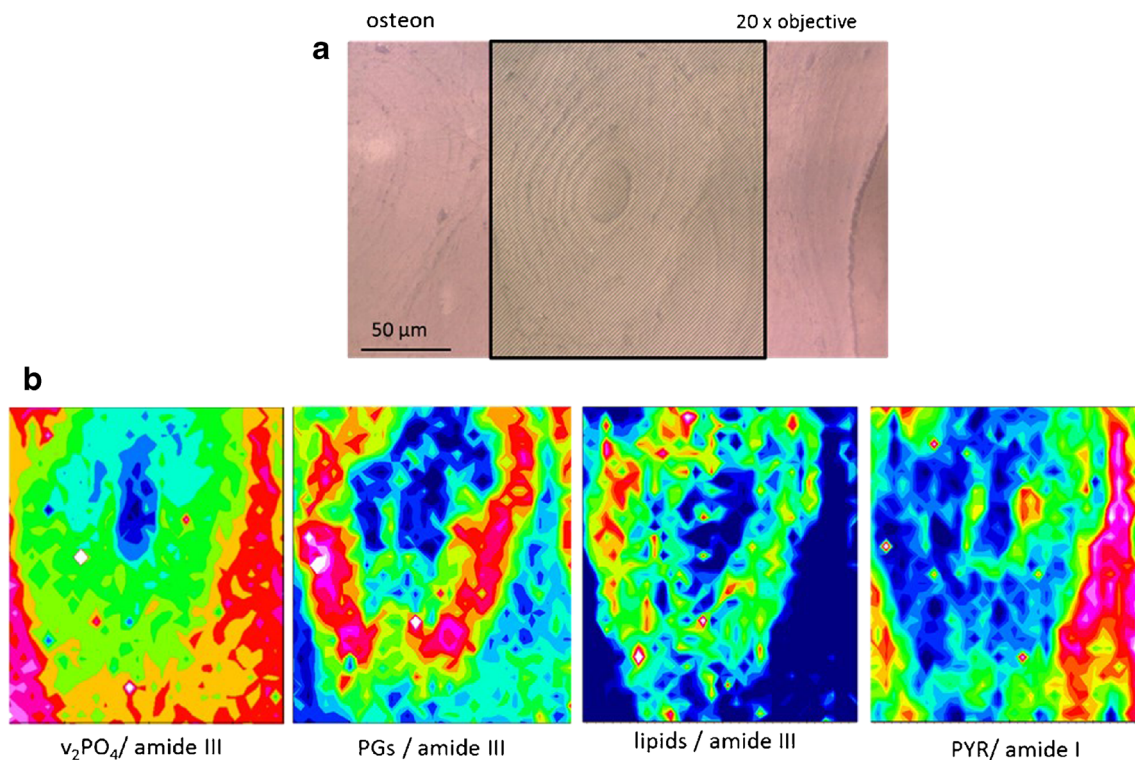 osteon
20 x objective
a
50 µm
b
v₂PO₄/ amide III
PGs / amide III
lipids / amide III
PYR/ amide I